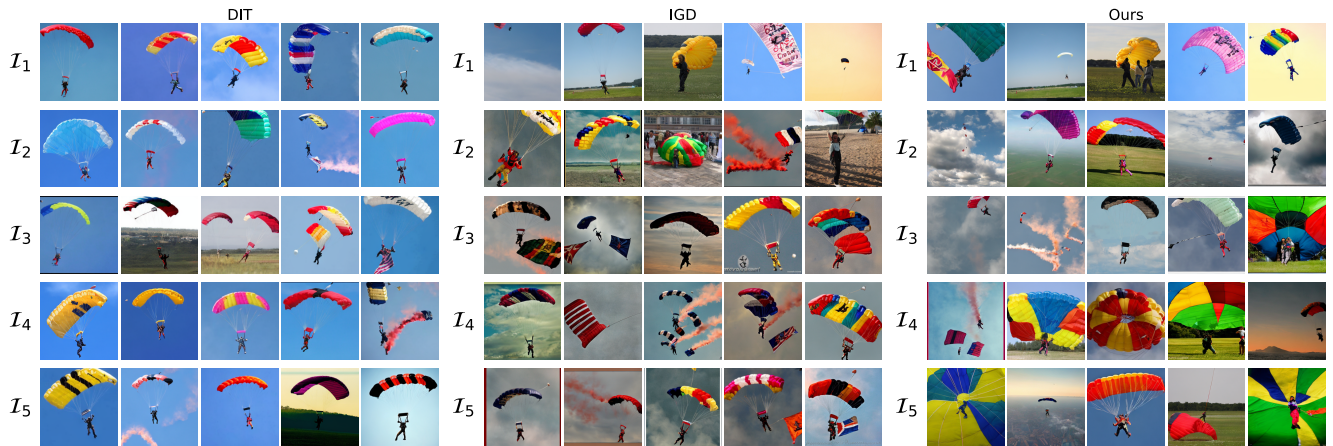 DIT IGD Ours
I₁ I₁ I₁
I₂ I₂ I₂
I₃ I₃ I₃
I₄ I₄ I₄
I₅ I₅ I₅